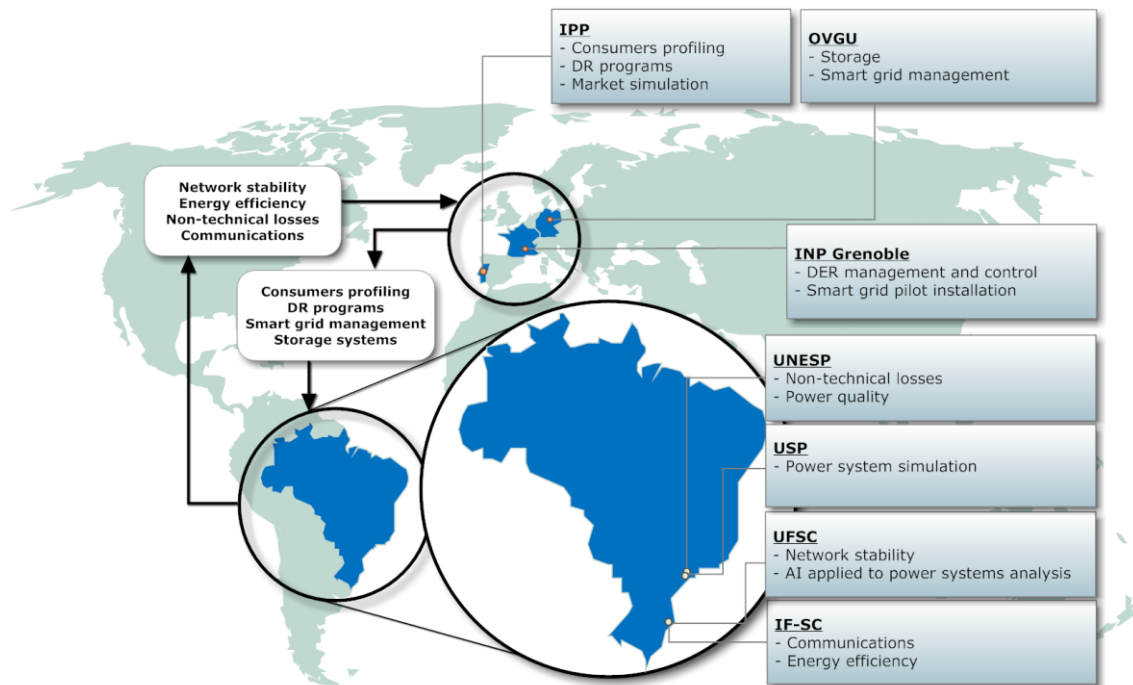 IPP
- Consumers profiling
- DR programs
- Market simulation
OVGU
- Storage
- Smart grid management
Network stability
Energy efficiency
Non-technical losses
Communications
INP Grenoble
- DER management and control
- Smart grid pilot installation
Consumers profiling
DR programs
Smart grid management
Storage systems
UNESP
- Non-technical losses
- Power quality
USP
- Power system simulation
UFSC
- Network stability
- AI applied to power systems analysis
IF-SC
- Communications
- Energy efficiency